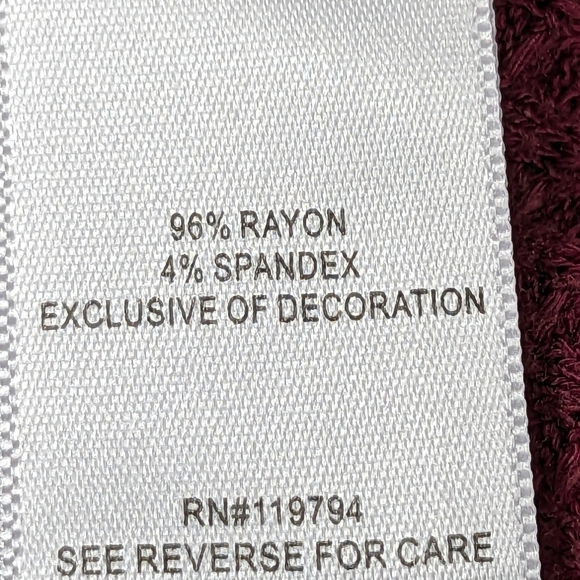 96% RAYON
4% SPANDEX
EXCLUSIVE OF DECORATION
RN#119794
SEE REVERSE FOR CARE